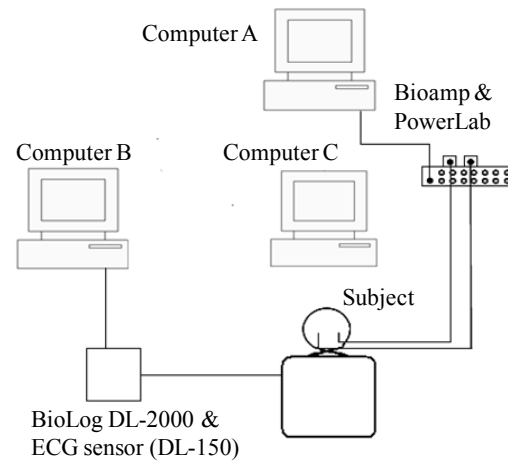 Computer A
Bioamp &
PowerLab
Computer B
Computer C
Subject
BioLog DL-2000 &
ECG sensor (DL-150)